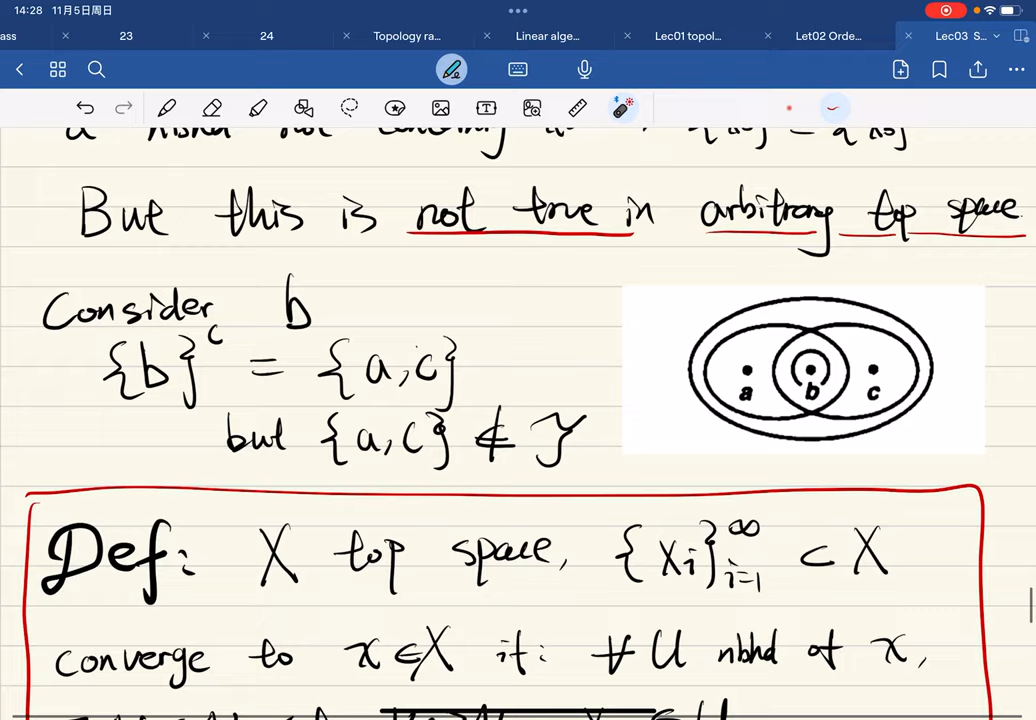 14:28 11月5日周日
ass
23
24
Topology ra...
Linear alge...
Lec01 topol...
Let02 Orde...
Lec03 S...
a nbhd not
But this is not true in arbitrary top space.
Consider b
{b}ᶜ = {a,c}
a b c
but {a,c} ∉ 𝒯
Def: X top space, {Xi}_{i=1}^∞ ⊂ X
converge to x∈X if: ∀ U nbhd of x,